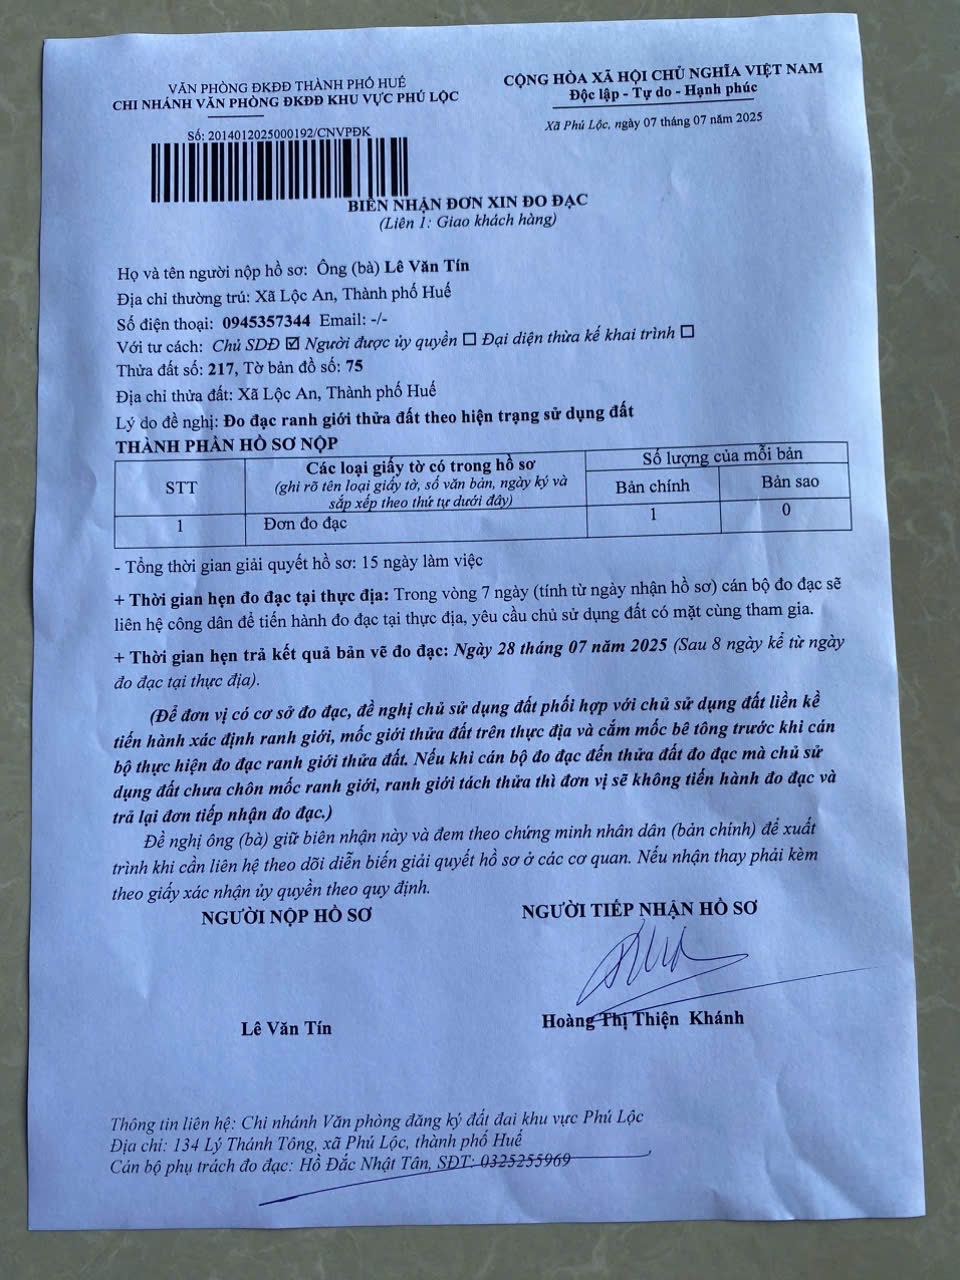 VĂN PHÒNG ĐKĐĐ THÀNH PHỐ HUẾ
CHI NHÁNH VĂN PHÒNG ĐKĐĐ KHU VỰC PHÚ LỘC
CỘNG HÒA XÃ HỘI CHỦ NGHĨA VIỆT NAM
Độc lập - Tự do - Hạnh phúc
Số: 2014012025000192/CNVPĐK
Xã Phú Lộc, ngày 07 tháng 07 năm 2025
BIÊN NHẬN ĐƠN XIN ĐO ĐẠC
(Liên 1: Giao khách hàng)
Họ và tên người nộp hồ sơ: Ông (bà) Lê Văn Tín
Địa chỉ thường trú: Xã Lộc An, Thành phố Huế
Số điện thoại: 0945357344 Email: -/-
Với tư cách: Chủ SDĐ ☑ Người được ủy quyền ☐ Đại diện thừa kế khai trình ☐
Thửa đất số: 217, Tờ bản đồ số: 75
Địa chỉ thửa đất: Xã Lộc An, Thành phố Huế
Lý do đề nghị: Đo đạc ranh giới thửa đất theo hiện trạng sử dụng đất
THÀNH PHẦN HỒ SƠ NỘP
STT
Các loại giấy tờ có trong hồ sơ
(ghi rõ tên loại giấy tờ, số văn bản, ngày ký và
sắp xếp theo thứ tự dưới đây)
Số lượng của mỗi bản
Bản chính
Bản sao
1
Đơn đo đạc
1
0
- Tổng thời gian giải quyết hồ sơ: 15 ngày làm việc
+ Thời gian hẹn đo đạc tại thực địa: Trong vòng 7 ngày (tính từ ngày nhận hồ sơ) cán bộ đo đạc sẽ
liên hệ công dân để tiến hành đo đạc tại thực địa, yêu cầu chủ sử dụng đất có mặt cùng tham gia.
+ Thời gian hẹn trả kết quả bản vẽ đo đạc: Ngày 28 tháng 07 năm 2025 (Sau 8 ngày kể từ ngày
đo đạc tại thực địa).
(Để đơn vị có cơ sở đo đạc, đề nghị chủ sử dụng đất phối hợp với chủ sử dụng đất liền kề
tiến hành xác định ranh giới, mốc giới thửa đất trên thực địa và cắm mốc bê tông trước khi cán
bộ thực hiện đo đạc ranh giới thửa đất. Nếu khi cán bộ đo đạc đến thửa đất đo đạc mà chủ sử
dụng đất chưa chôn mốc ranh giới, ranh giới tách thửa thì đơn vị sẽ không tiến hành đo đạc và
trả lại đơn tiếp nhận đo đạc.)
Đề nghị ông (bà) giữ biên nhận này và đem theo chứng minh nhân dân (bản chính) để xuất
trình khi cần liên hệ theo dõi diễn biến giải quyết hồ sơ ở các cơ quan. Nếu nhận thay phải kèm
theo giấy xác nhận ủy quyền theo quy định.
NGƯỜI NỘP HỒ SƠ
NGƯỜI TIẾP NHẬN HỒ SƠ
Lê Văn Tín
Hoàng Thị Thiện Khánh
Thông tin liên hệ: Chi nhánh Văn phòng đăng ký đất đai khu vực Phú Lộc
Địa chỉ: 134 Lý Thánh Tông, xã Phú Lộc, thành phố Huế
Cán bộ phụ trách đo đạc: Hồ Đắc Nhật Tân, SĐT: 0325255969